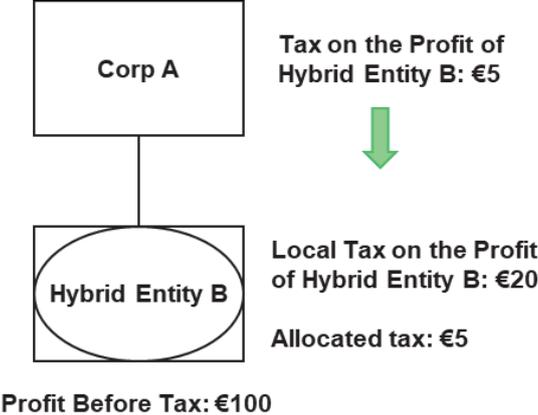 Corp A
Tax on the Profit of
Hybrid Entity B: €5
Hybrid Entity B
Local Tax on the Profit
of Hybrid Entity B: €20
Allocated tax: €5
Profit Before Tax: €100